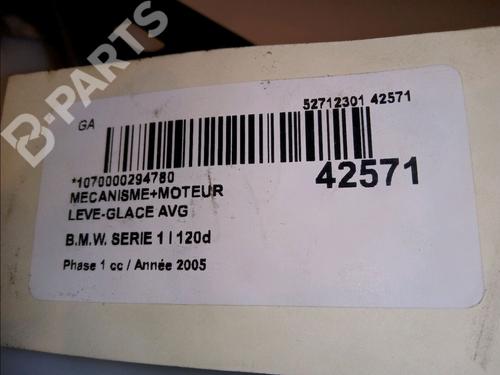 B-PARTS
GA
52712301 42571
*1070000294780
42571
MECANISME+MOTEUR
LEVE-GLACE AVG
B.M.W. SERIE 1 I 120d
Phase 1 cc / Année 2005